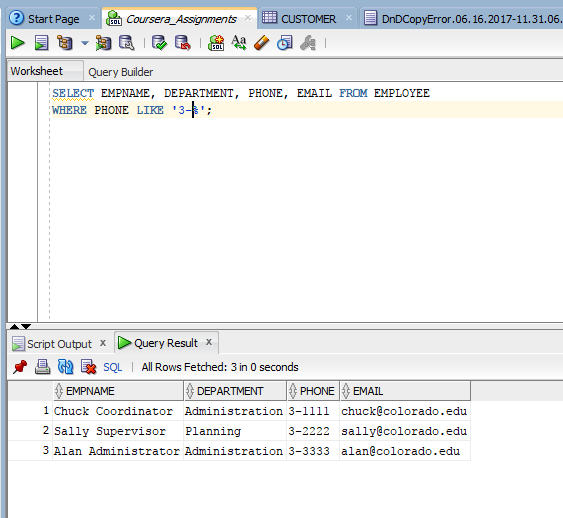 Start Page Coursera_Assignments CUSTOMER DnDCopyError.06.16.2017-11.31.06.
SQL
Worksheet Query Builder
SELECT EMPNAME, DEPARTMENT, PHONE, EMAIL FROM EMPLOYEE
WHERE PHONE LIKE '3-%';
Script Output x Query Result x
SQL | All Rows Fetched: 3 in 0 seconds
EMPNAME DEPARTMENT PHONE EMAIL
1 Chuck Coordinator Administration 3-1111 chuck@colorado.edu
2 Sally Supervisor Planning 3-2222 sally@colorado.edu
3 Alan Administrator Administration 3-3333 alan@colorado.edu